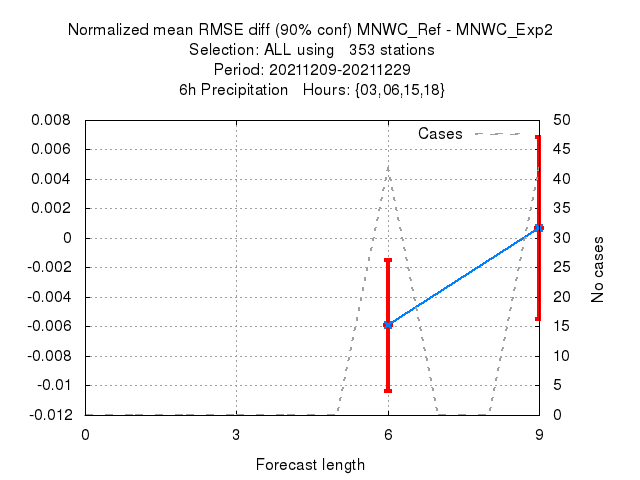 Normalized mean RMSE diff (90% conf) MNWC_Ref - MNWC_Exp2
Selection: ALL using   353 stations
Period: 20211209-20211229
6h Precipitation   Hours: {03,06,15,18}
Cases
0.008
0.006
0.004
0.002
0
-0.002
-0.004
-0.006
-0.008
-0.01
-0.012
50
45
40
35
30
25
20
15
10
5
0
No cases
0 3 6 9
Forecast length